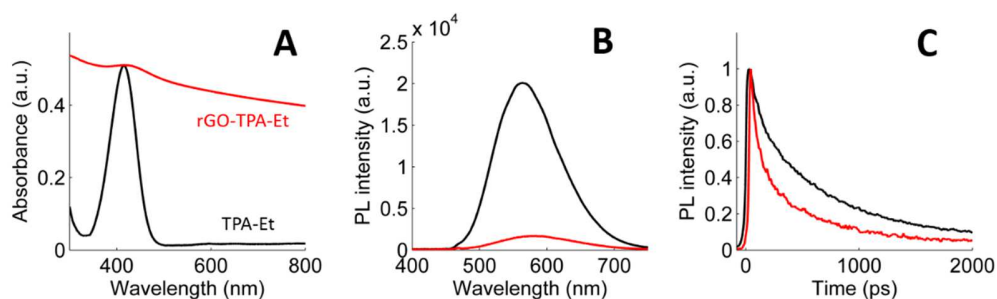 A
Absorbance (a.u.)
0.4
0.2
0
rGO-TPA-Et
TPA-Et
400 600 800
Wavelength (nm)
B
x 10⁴
PL intensity (a.u.)
2.5
2
1.5
1
0.5
0
400 500 600 700
Wavelength (nm)
C
PL intensity (a.u.)
1
0.8
0.6
0.4
0.2
0
0 1000 2000
Time (ps)